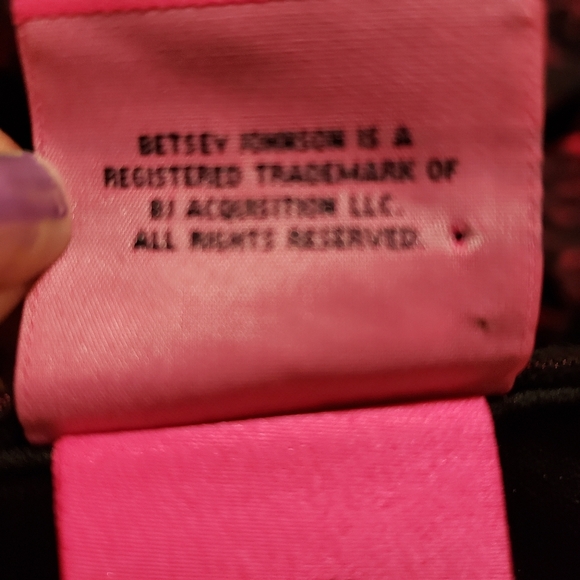 BETSEY JOHNSON IS A
REGISTERED TRADEMARK OF
BJ ACQUISITION LLC.
ALL RIGHTS RESERVED.